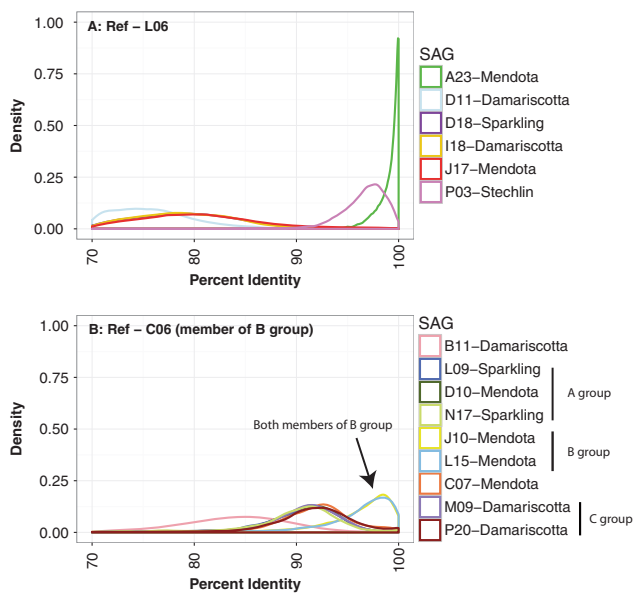 A: Ref – L06
1.00
0.75
0.50
0.25
0.00
Density
70
80
90
100
Percent Identity
SAG
A23–Mendota
D11–Damariscotta
D18–Sparkling
I18–Damariscotta
J17–Mendota
P03–Stechlin
B: Ref – C06 (member of B group)
1.00
0.75
0.50
0.25
0.00
Density
Both members of B group
70
80
90
100
Percent Identity
SAG
B11–Damariscotta
L09–Sparkling
D10–Mendota
N17–Sparkling
J10–Mendota
L15–Mendota
C07–Mendota
M09–Damariscotta
P20–Damariscotta
A group
B group
C group